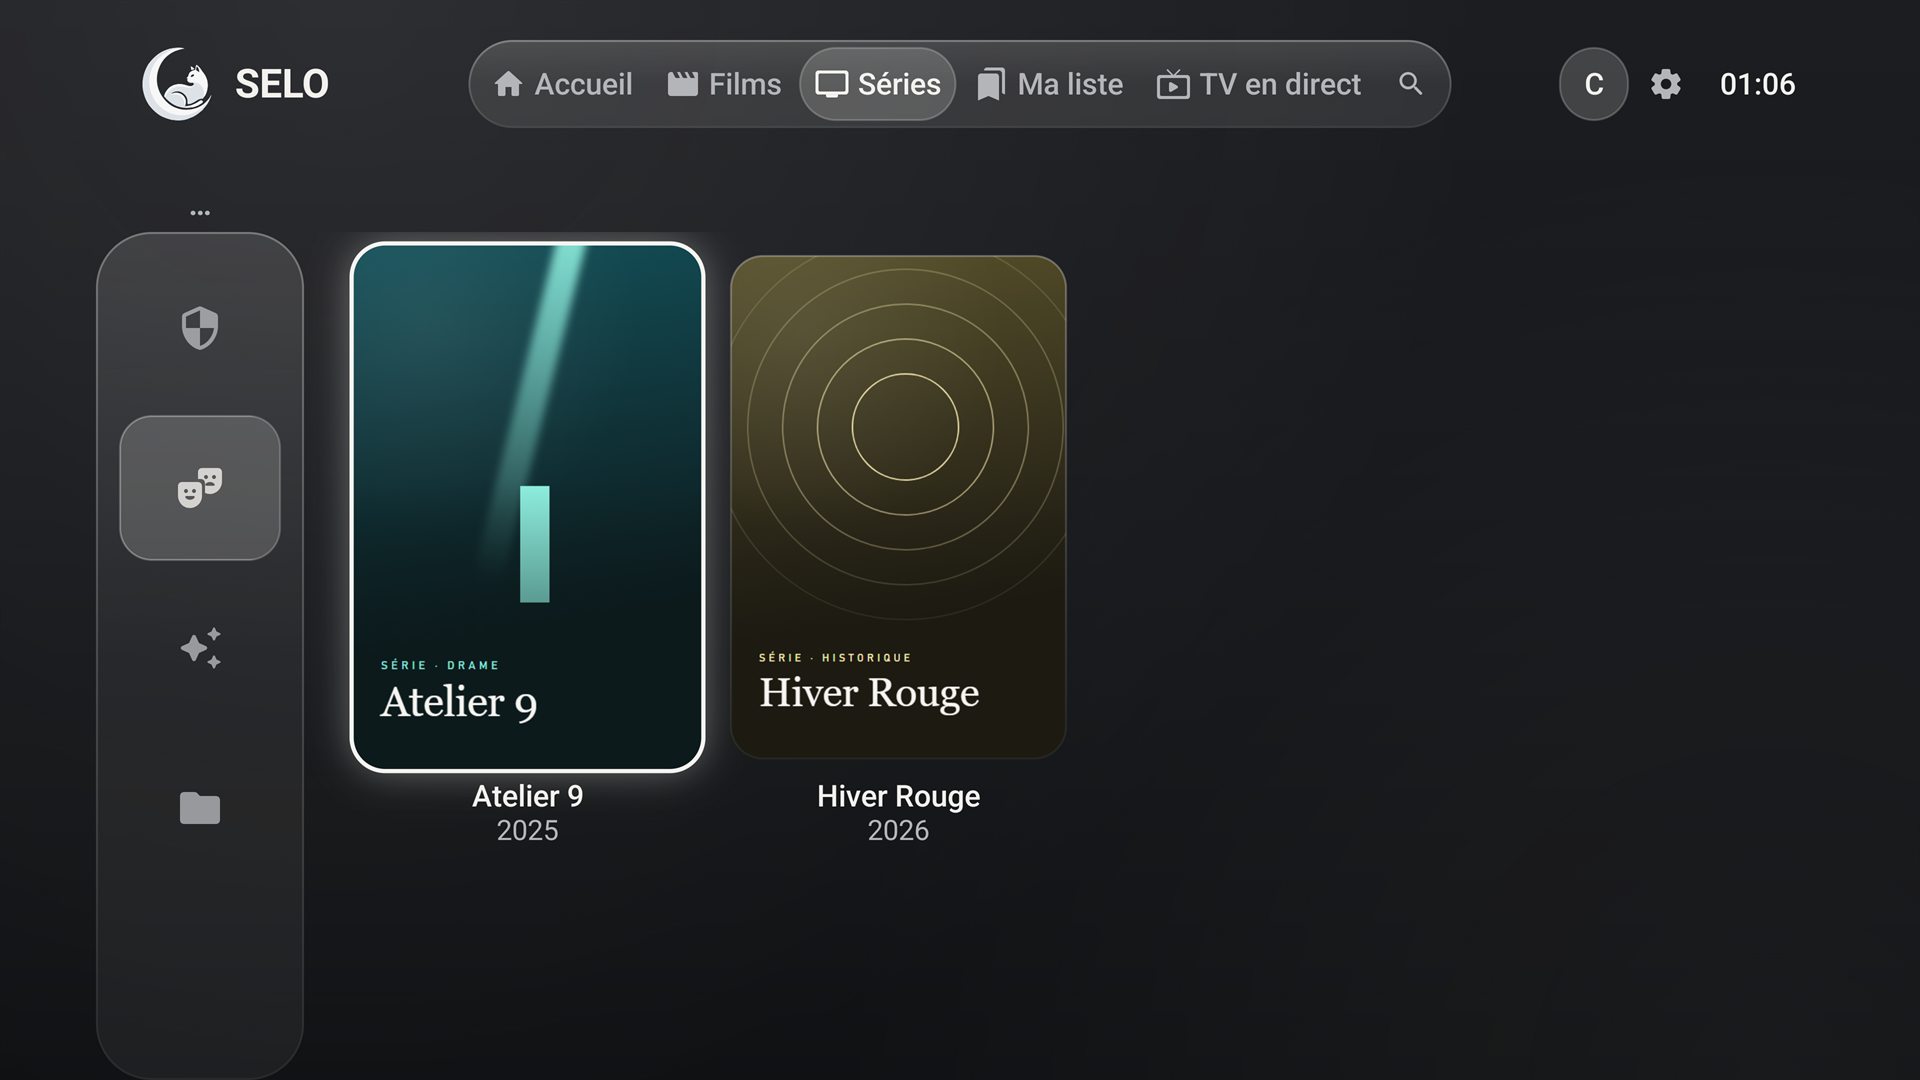 SELO
Accueil
Films
Séries
Ma liste
TV en direct
C
01:06
...
SÉRIE · DRAME
Atelier 9
Atelier 9
2025
SÉRIE · HISTORIQUE
Hiver Rouge
Hiver Rouge
2026